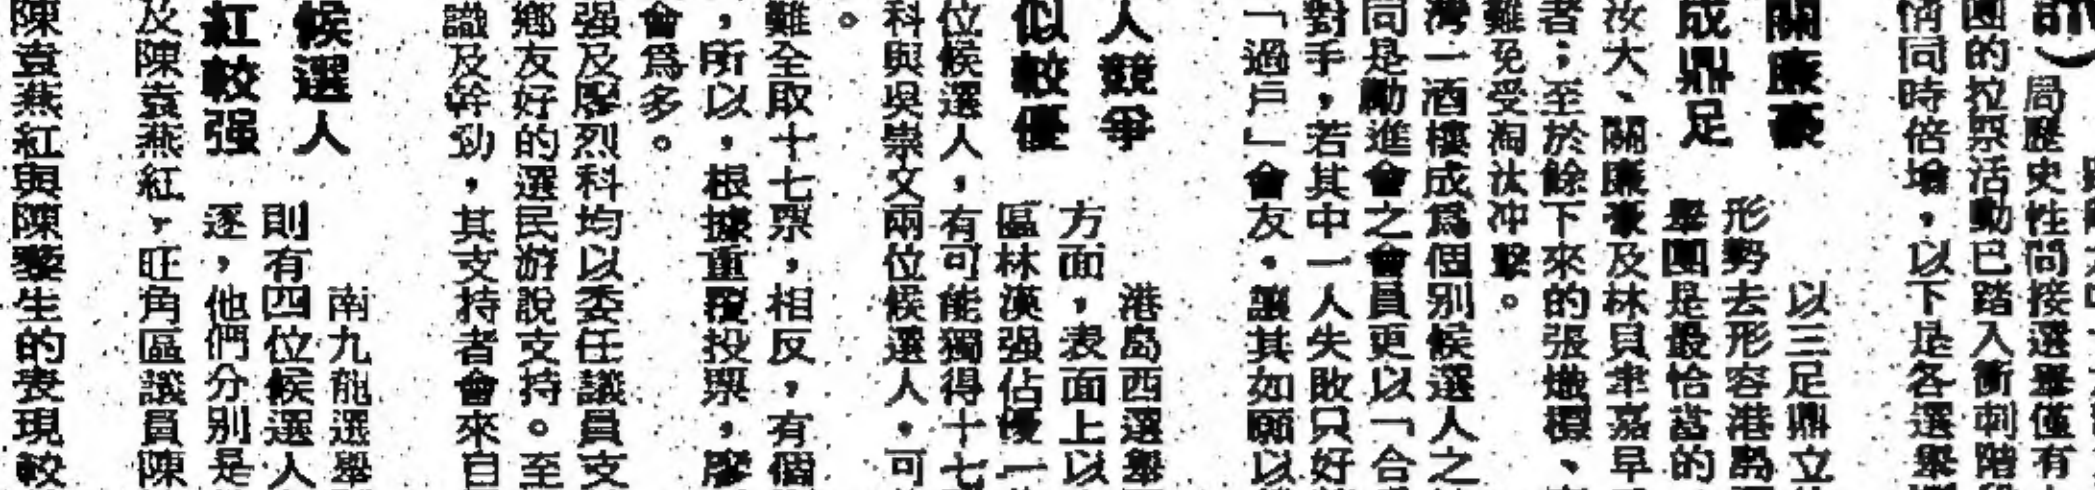 局歷史性間接選舉僅有
團的拉票活動已踏入衝刺階
情同時倍增，以下是各選舉
關廉豪
成鼎足
以三足鼎立
形勢去形容港島
舉團是最恰當的
汝大、關廉豪及林貝聿嘉早
者；至於餘下來的張熾標、
難免受淘汰冲擊。
灣一酒樓成爲個別候選人之
同是勵進會之會員更以「合
對手，若其中一人失敗只好
「過戶」會友，讓其如願以
人競爭
似較優
港島西選舉
方面，表面上以
區林漢强佔優一
位候選人，有可能獨得十七
科與吳崇文兩位候選人，可
。
難全取十七票，相反，有個
，所以，根據重覆投票，廖
會爲多。
强及廖烈科均以委任議員支
鄉友好的選民游說支持。至
識及幹勁，其支持者會來自
候選人
紅較强
南九龍選舉
則有四位候選人
逐，他們分別是
及陳袁燕紅，旺角區議員陳
陳袁燕紅與陳黎生的表現較